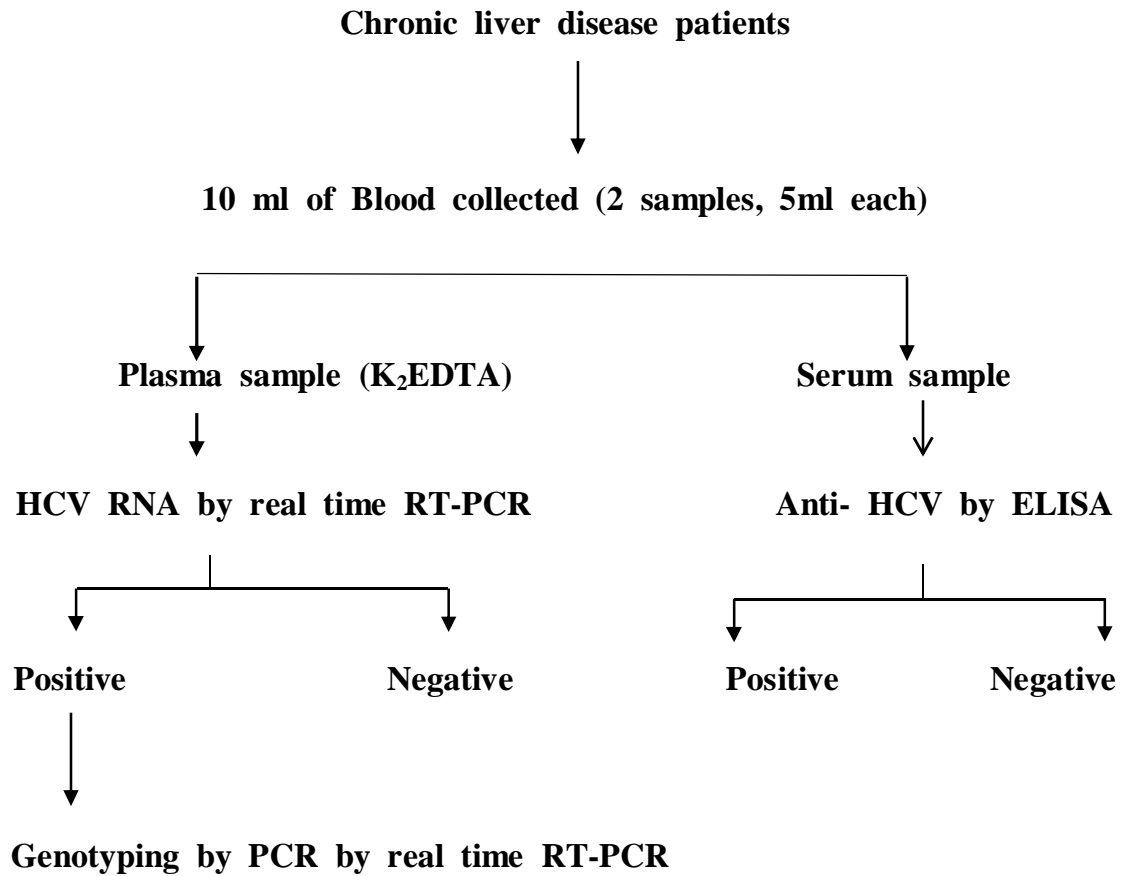 Chronic liver disease patients
10 ml of Blood collected (2 samples, 5ml each)
Plasma sample (K₂EDTA) Serum sample
HCV RNA by real time RT-PCR Anti- HCV by ELISA
Positive Negative Positive Negative
Genotyping by PCR by real time RT-PCR